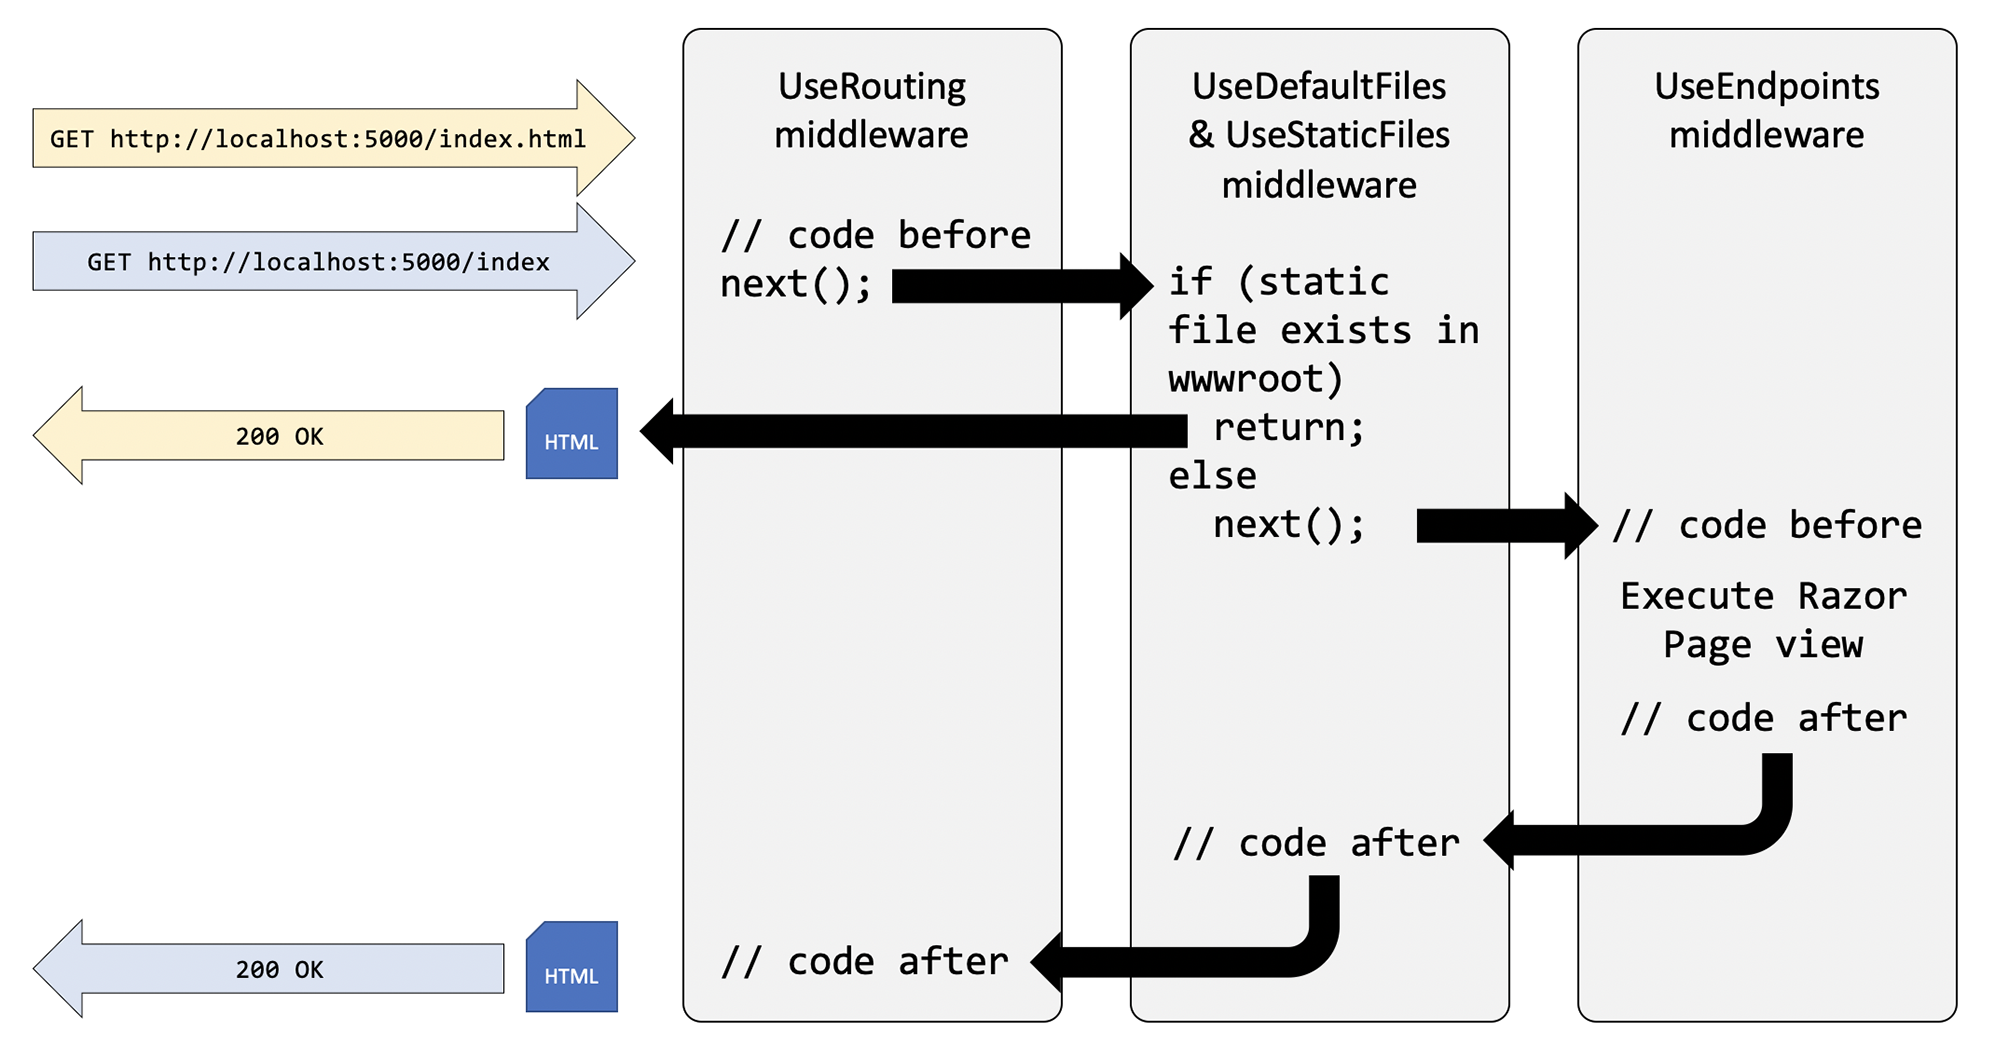 GET http://localhost:5000/index.html
GET http://localhost:5000/index
200 OK
HTML
200 OK
HTML
UseRouting
middleware
// code before
next();
// code after
UseDefaultFiles
& UseStaticFiles
middleware
if (static
file exists in
wwwroot)
return;
else
next();
// code after
UseEndpoints
middleware
// code before
Execute Razor
Page view
// code after